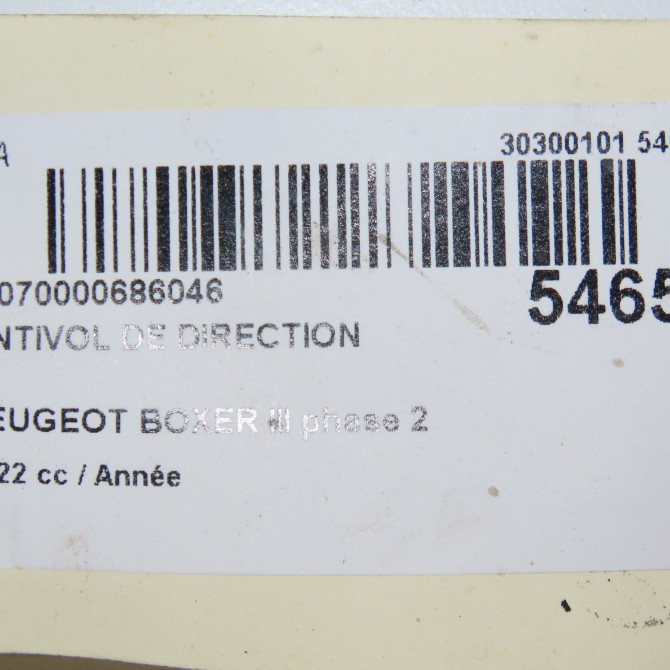 A
30300101 54
070000686046
5465
NTIVOL DE DIRECTION
EUGEOT BOXER III phase 2
22 cc / Année